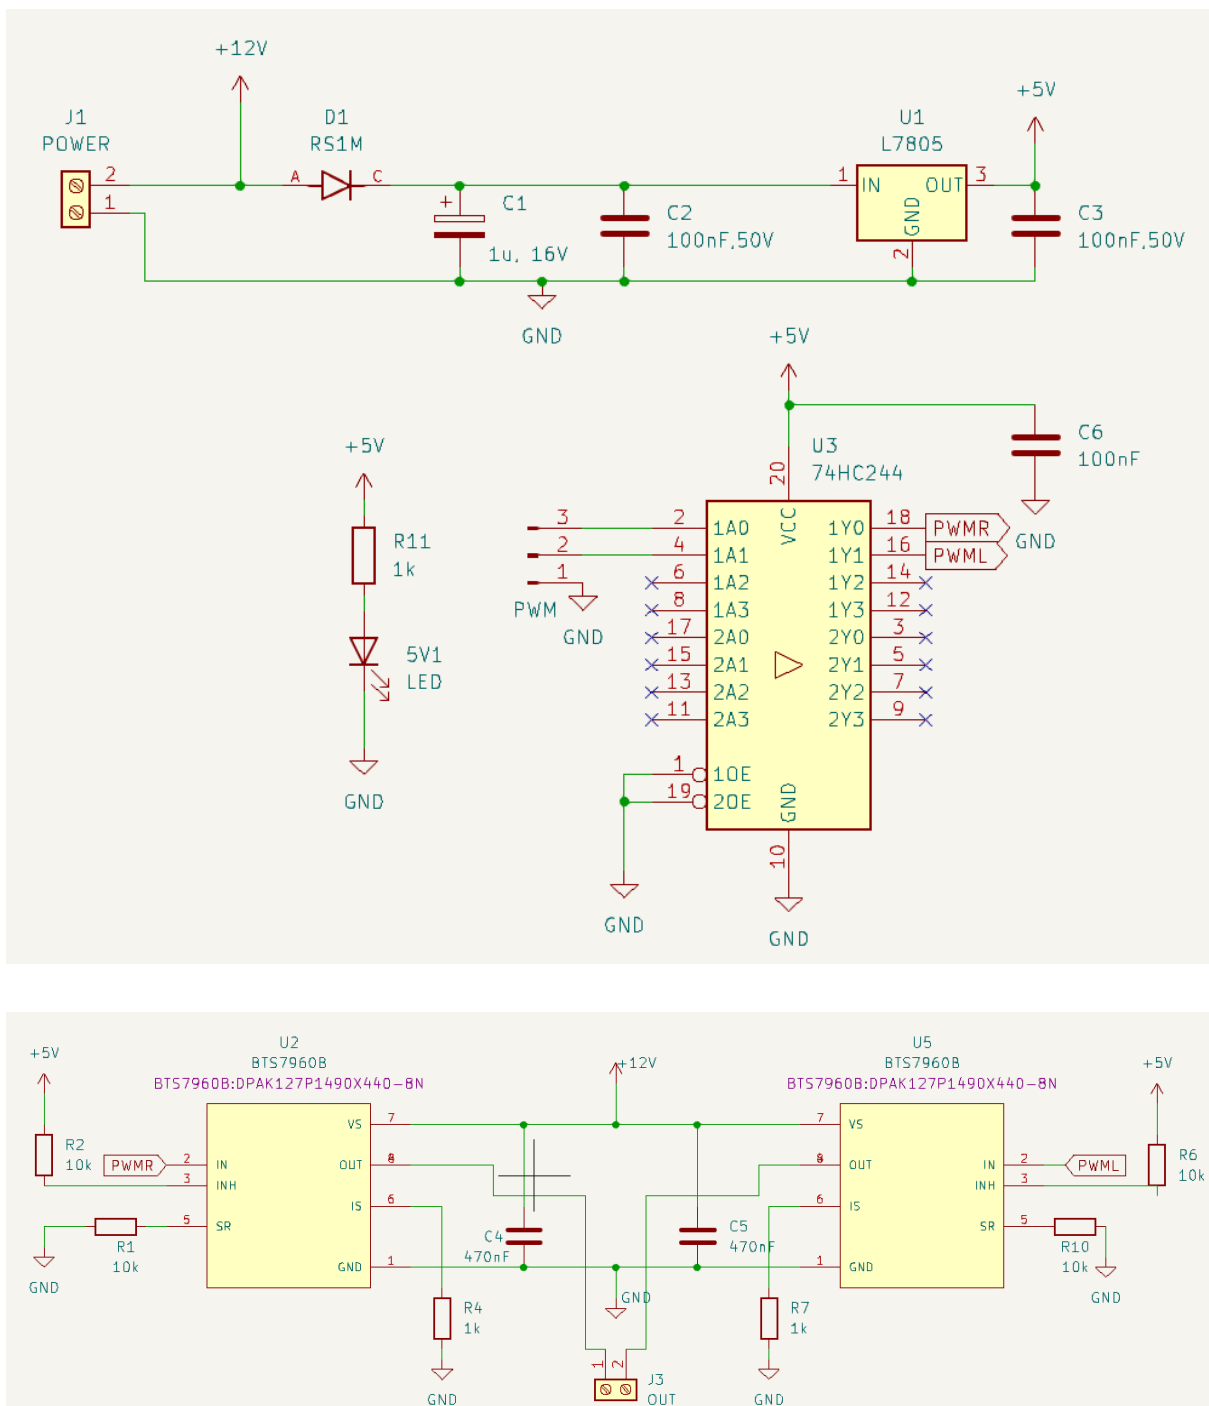 +12V
J1
POWER
2
1
D1
RS1M
A
C
+
C1
1u, 16V
C2
100nF,50V
U1
L7805
1
IN
OUT
3
GND
2
+5V
C3
100nF,50V
GND
+5V
U3
74HC244
C6
100nF
GND
+5V
R11
1k
5V1
LED
GND
3
2
1
PWM
GND
20
VCC
2
1A0
1Y0
18
PWMR
4
1A1
1Y1
16
PWML
6
1A2
1Y2
14
8
1A3
1Y3
12
17
2A0
2Y0
3
15
2A1
2Y1
5
13
2A2
2Y2
7
11
2A3
2Y3
9
1
1OE
19
2OE
GND
10
GND
GND
U2
BTS7960B
BTS7960B:DPAK127P1490X440-8N
+5V
R2
10k
PWMR
2
IN
3
INH
5
SR
R1
10k
GND
VS
7
OUT
IS
6
GND
1
+12V
C4
470nF
C5
470nF
GND
R4
1k
GND
R7
1k
GND
1
2
J3
OUT
U5
BTS7960B
BTS7960B:DPAK127P1490X440-8N
+5V
7
VS
OUT
6
IS
1
GND
IN
2
PWML
INH
3
SR
5
R6
10k
R10
10k
GND